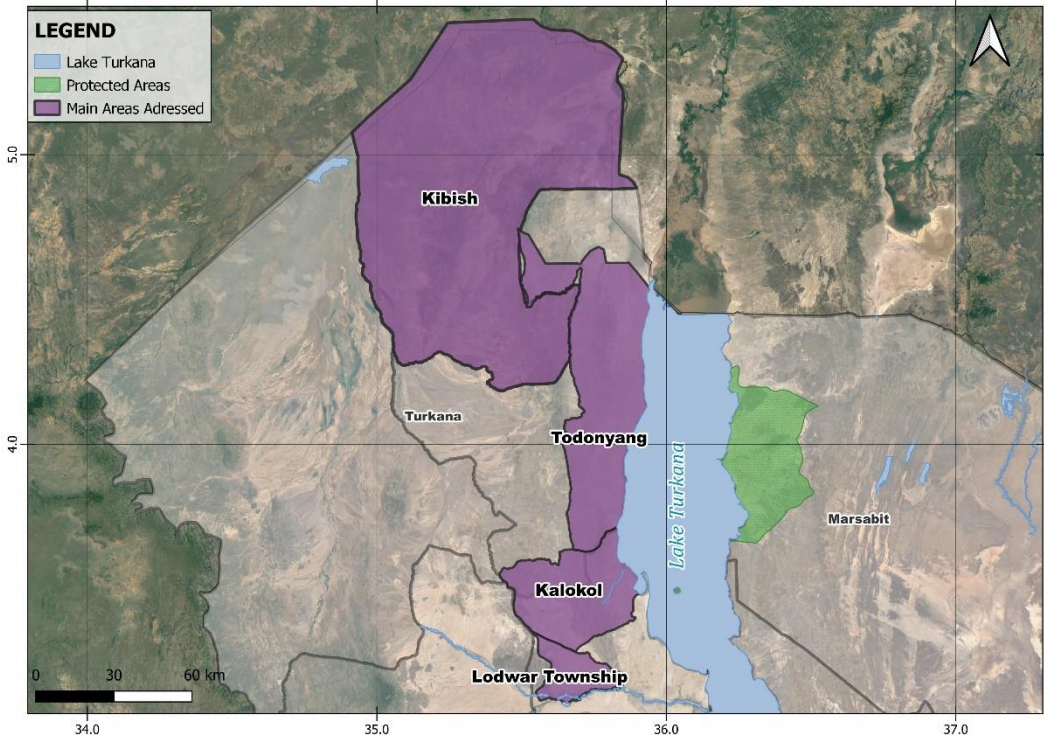 LEGEND
Lake Turkana
Protected Areas
Main Areas Adressed
5.0
4.0
Kibish
Turkana
Todonyang
Lake Turkana
Marsabit
Kalokol
Lodwar Township
0 30 60 km
34.0 35.0 36.0 37.0